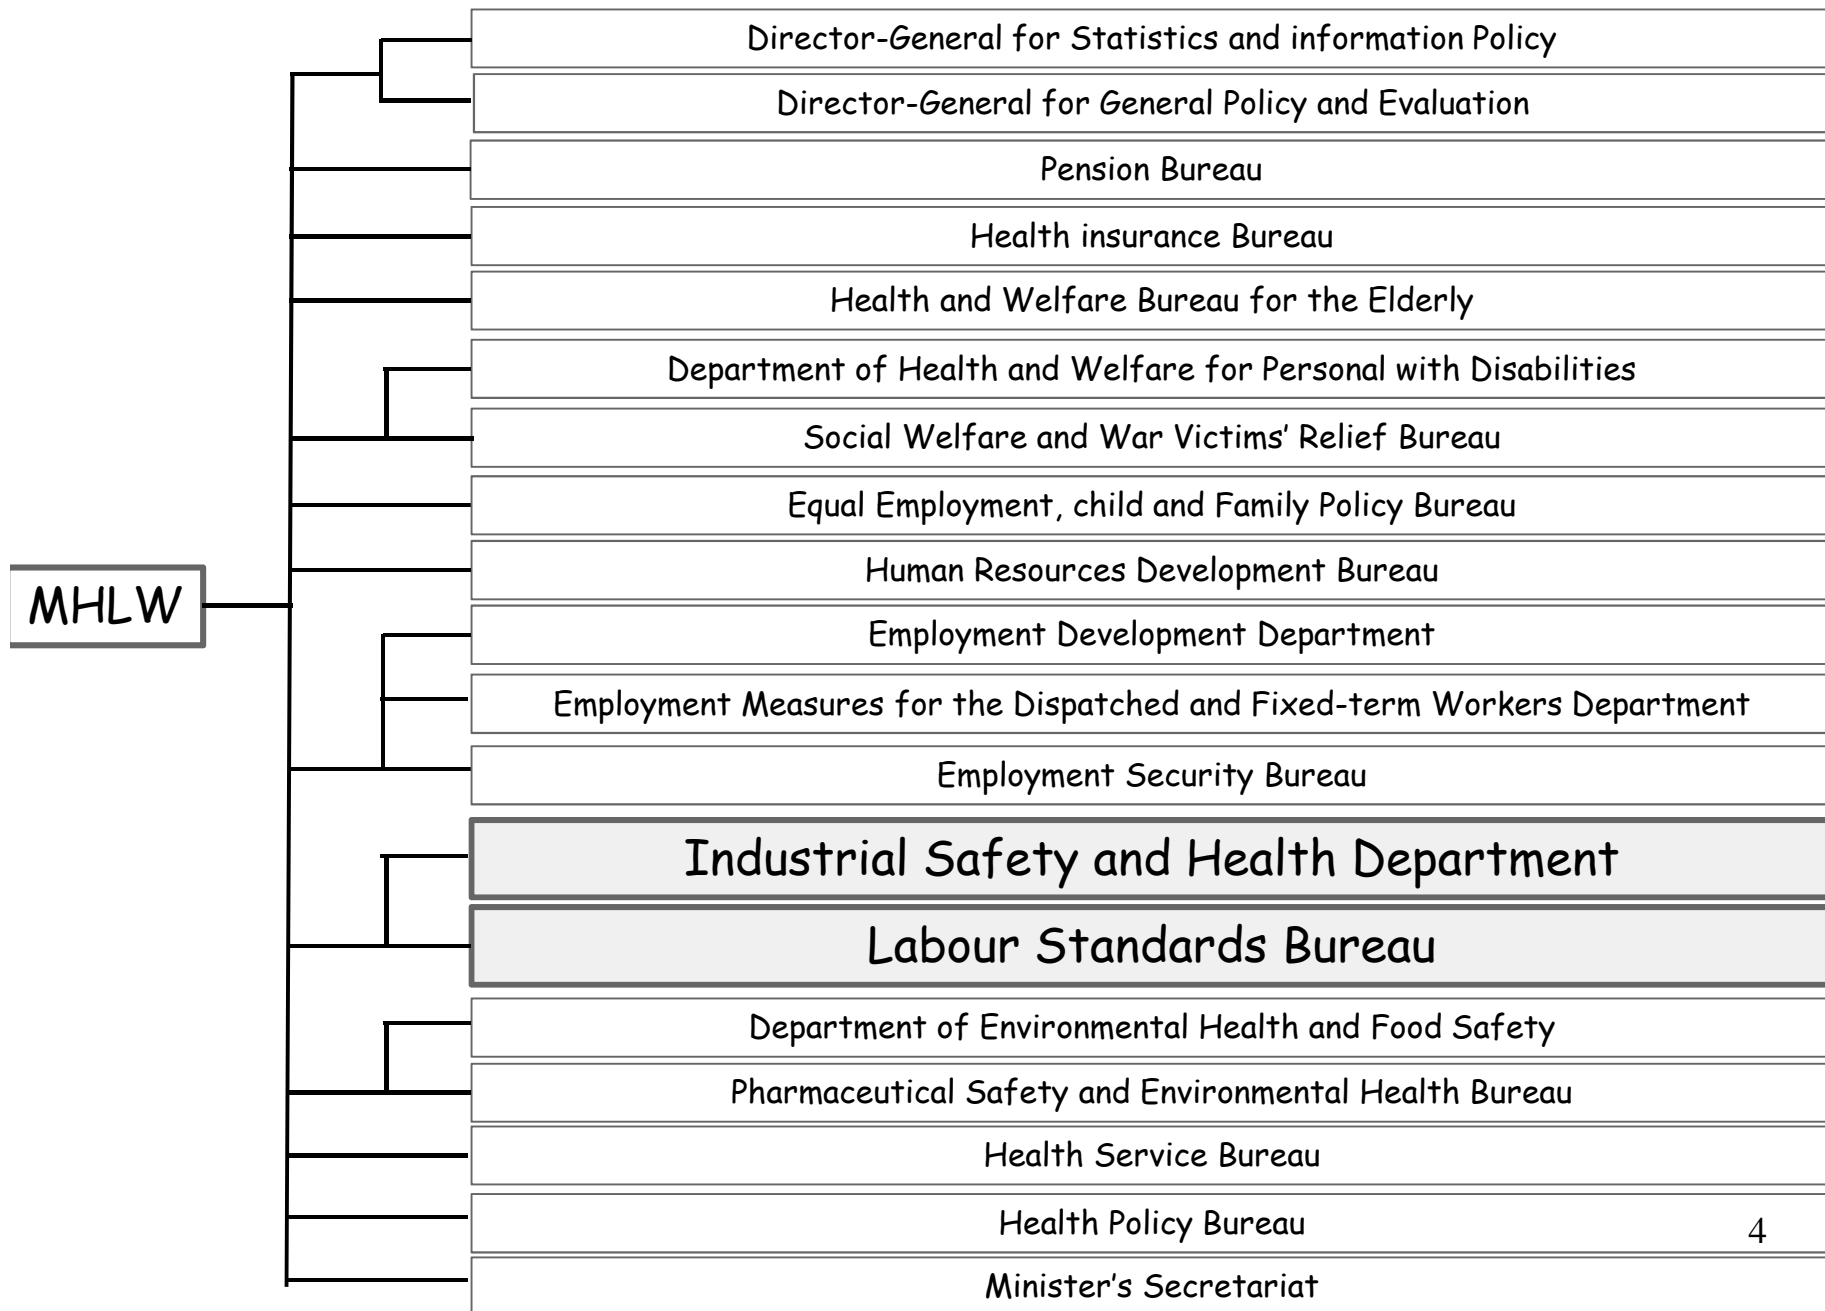 Director-General for Statistics and information Policy
Director-General for General Policy and Evaluation
Pension Bureau
Health insurance Bureau
Health and Welfare Bureau for the Elderly
Department of Health and Welfare for Personal with Disabilities
Social Welfare and War Victims' Relief Bureau
Equal Employment, child and Family Policy Bureau
Human Resources Development Bureau
MHLW
Employment Development Department
Employment Measures for the Dispatched and Fixed-term Workers Department
Employment Security Bureau
Industrial Safety and Health Department
Labour Standards Bureau
Department of Environmental Health and Food Safety
Pharmaceutical Safety and Environmental Health Bureau
Health Service Bureau
Health Policy Bureau
4
Minister's Secretariat